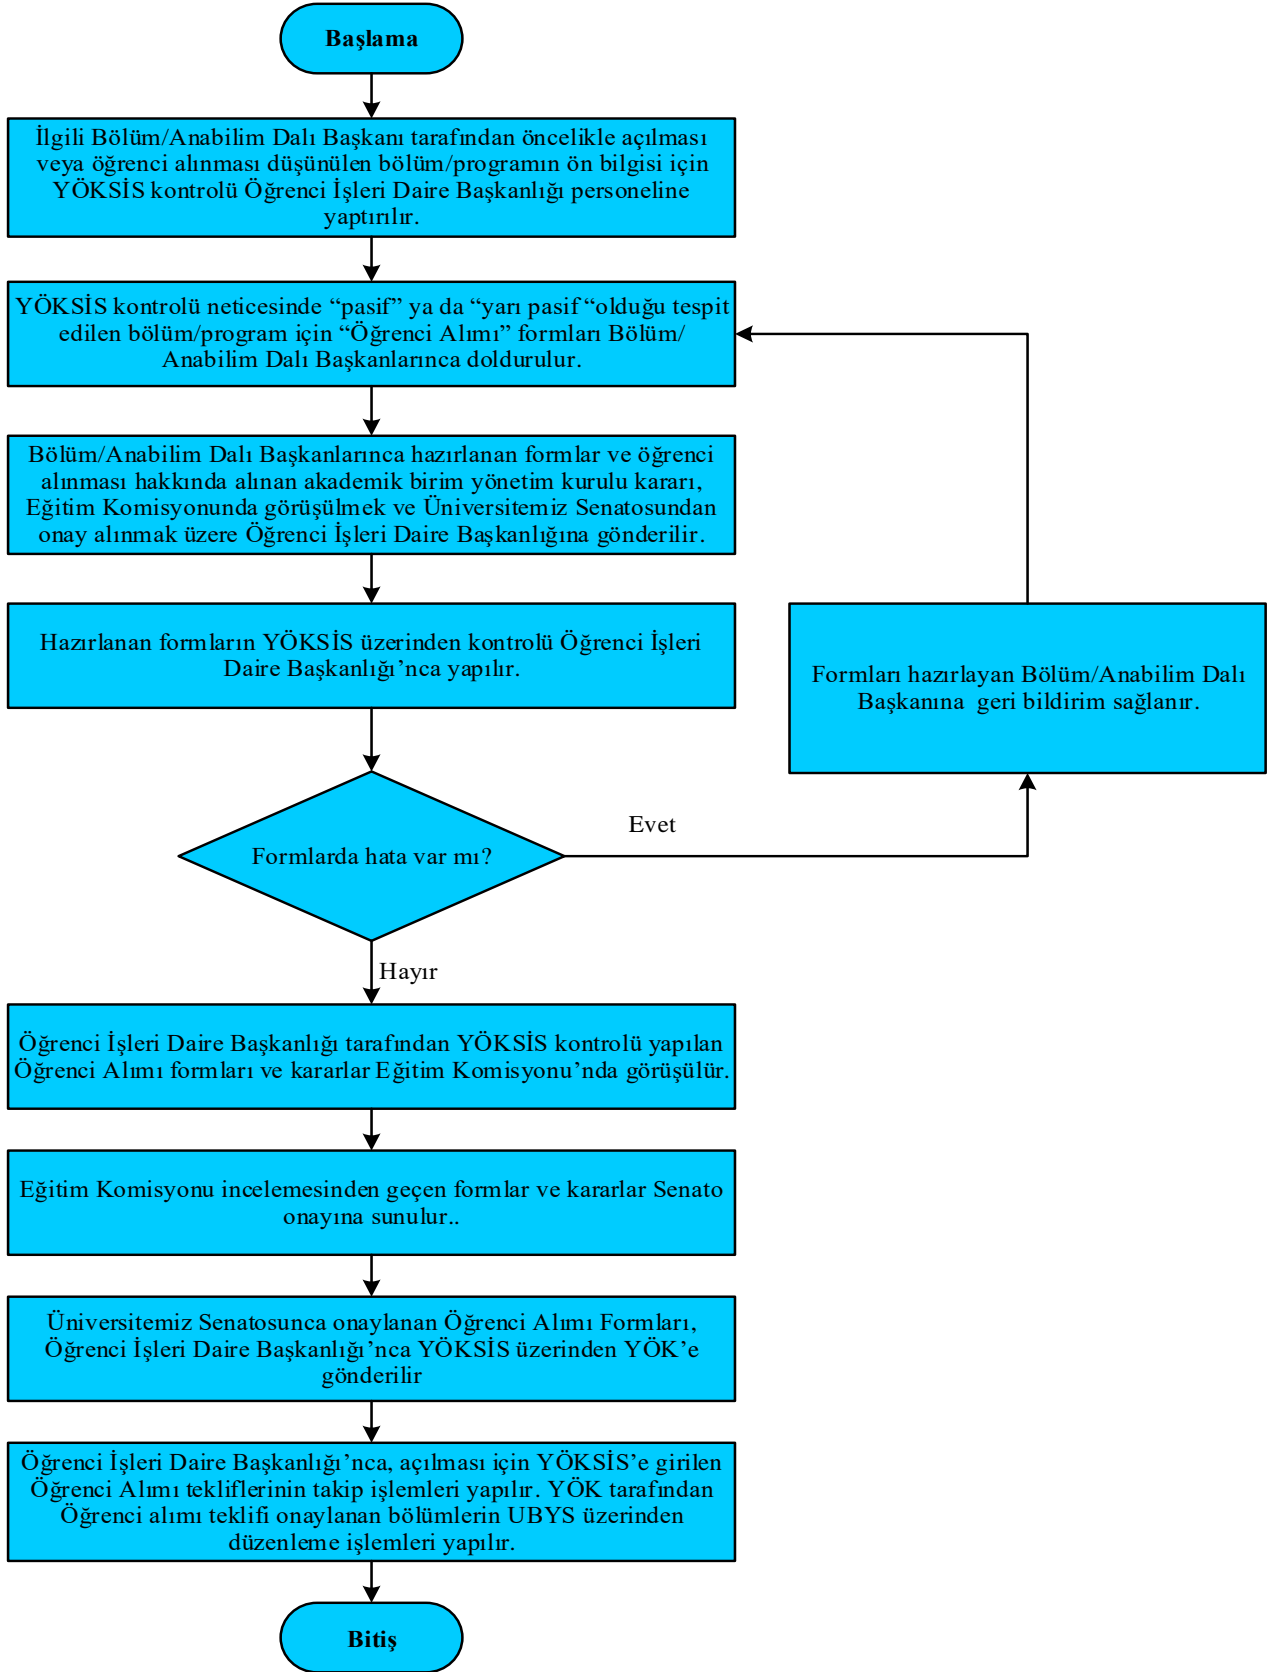 Başlama
İlgili Bölüm/Anabilim Dalı Başkanı tarafından öncelikle açılması
veya öğrenci alınması düşünülen bölüm/programın ön bilgisi için
YÖKSİS kontrolü Öğrenci İşleri Daire Başkanlığı personeline
yaptırılır.
YÖKSİS kontrolü neticesinde “pasif” ya da “yarı pasif “olduğu tespit
edilen bölüm/program için “Öğrenci Alımı” formları Bölüm/
Anabilim Dalı Başkanlarınca doldurulur.
Bölüm/Anabilim Dalı Başkanlarınca hazırlanan formlar ve öğrenci
alınması hakkında alınan akademik birim yönetim kurulu kararı,
Eğitim Komisyonunda görüşülmek ve Üniversitemiz Senatosundan
onay alınmak üzere Öğrenci İşleri Daire Başkanlığına gönderilir.
Hazırlanan formların YÖKSİS üzerinden kontrolü Öğrenci İşleri
Daire Başkanlığı’nca yapılır.
Formları hazırlayan Bölüm/Anabilim Dalı
Başkanına  geri bildirim sağlanır.
Formlarda hata var mı?
Evet
Hayır
Öğrenci İşleri Daire Başkanlığı tarafından YÖKSİS kontrolü yapılan
Öğrenci Alımı formları ve kararlar Eğitim Komisyonu’nda görüşülür.
Eğitim Komisyonu incelemesinden geçen formlar ve kararlar Senato
onayına sunulur..
Üniversitemiz Senatosunca onaylanan Öğrenci Alımı Formları,
Öğrenci İşleri Daire Başkanlığı’nca YÖKSİS üzerinden YÖK’e
gönderilir
Öğrenci İşleri Daire Başkanlığı’nca, açılması için YÖKSİS’e girilen
Öğrenci Alımı tekliflerinin takip işlemleri yapılır. YÖK tarafından
Öğrenci alımı teklifi onaylanan bölümlerin UBYS üzerinden
düzenleme işlemleri yapılır.
Bitiş